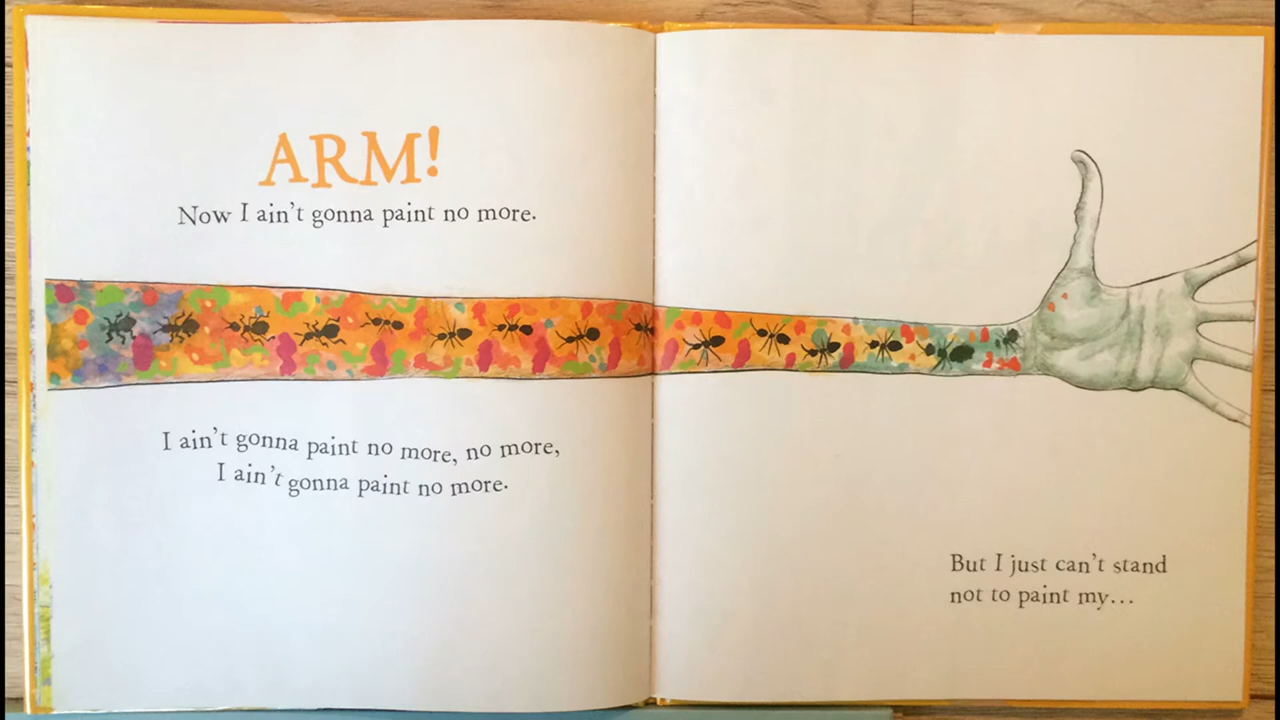 ARM!
Now I ain't gonna paint no more.
I ain't gonna paint no more, no more,
I ain't gonna paint no more.
But I just can't stand
not to paint my...